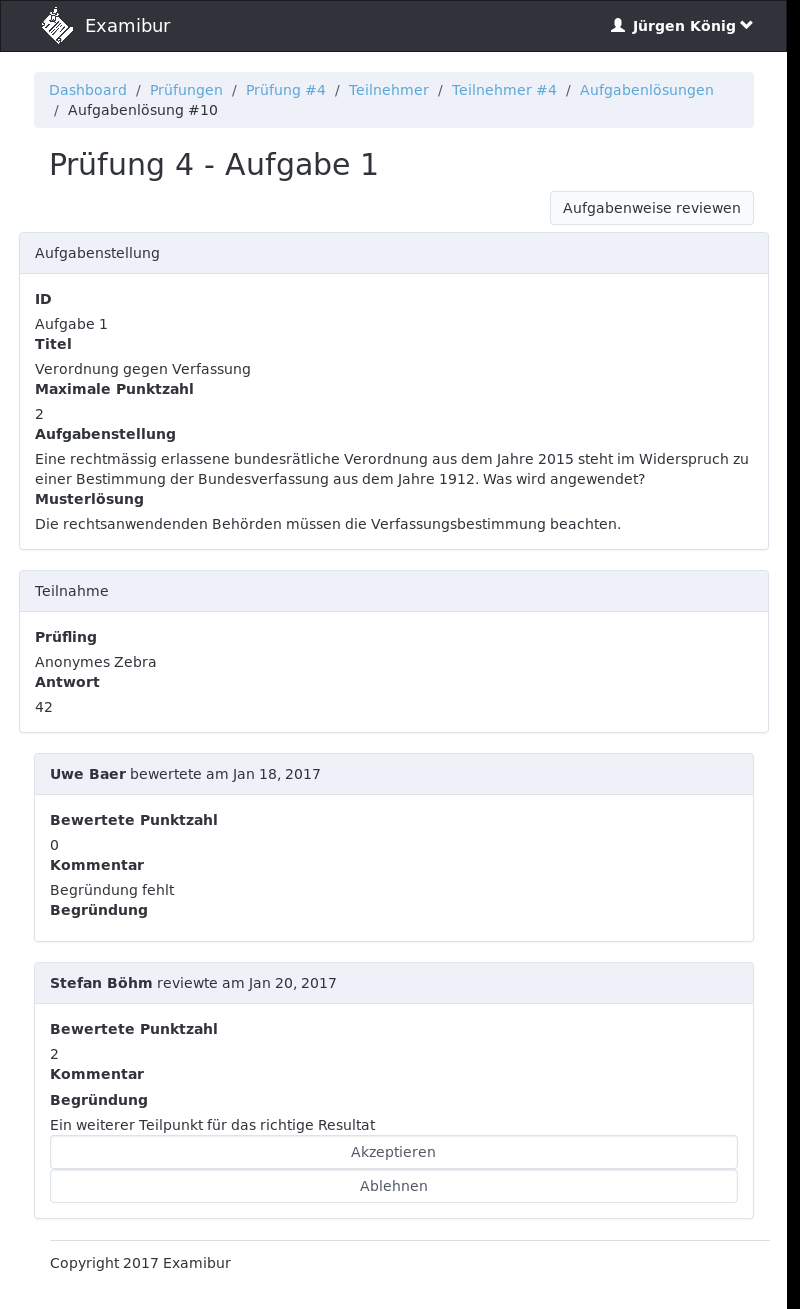 Examibur
Jürgen König
Dashboard / Prüfungen / Prüfung #4 / Teilnehmer / Teilnehmer #4 / Aufgabenlösungen
/ Aufgabenlösung #10
Prüfung 4 - Aufgabe 1
Aufgabenweise reviewen
Aufgabenstellung
ID
Aufgabe 1
Titel
Verordnung gegen Verfassung
Maximale Punktzahl
2
Aufgabenstellung
Eine rechtmässig erlassene bundesrätliche Verordnung aus dem Jahre 2015 steht im Widerspruch zu
einer Bestimmung der Bundesverfassung aus dem Jahre 1912. Was wird angewendet?
Musterlösung
Die rechtsanwendenden Behörden müssen die Verfassungsbestimmung beachten.
Teilnahme
Prüfling
Anonymes Zebra
Antwort
42
Uwe Baer bewertete am Jan 18, 2017
Bewertete Punktzahl
0
Kommentar
Begründung fehlt
Begründung
Stefan Böhm reviewte am Jan 20, 2017
Bewertete Punktzahl
2
Kommentar
Begründung
Ein weiterer Teilpunkt für das richtige Resultat
Akzeptieren
Ablehnen
Copyright 2017 Examibur